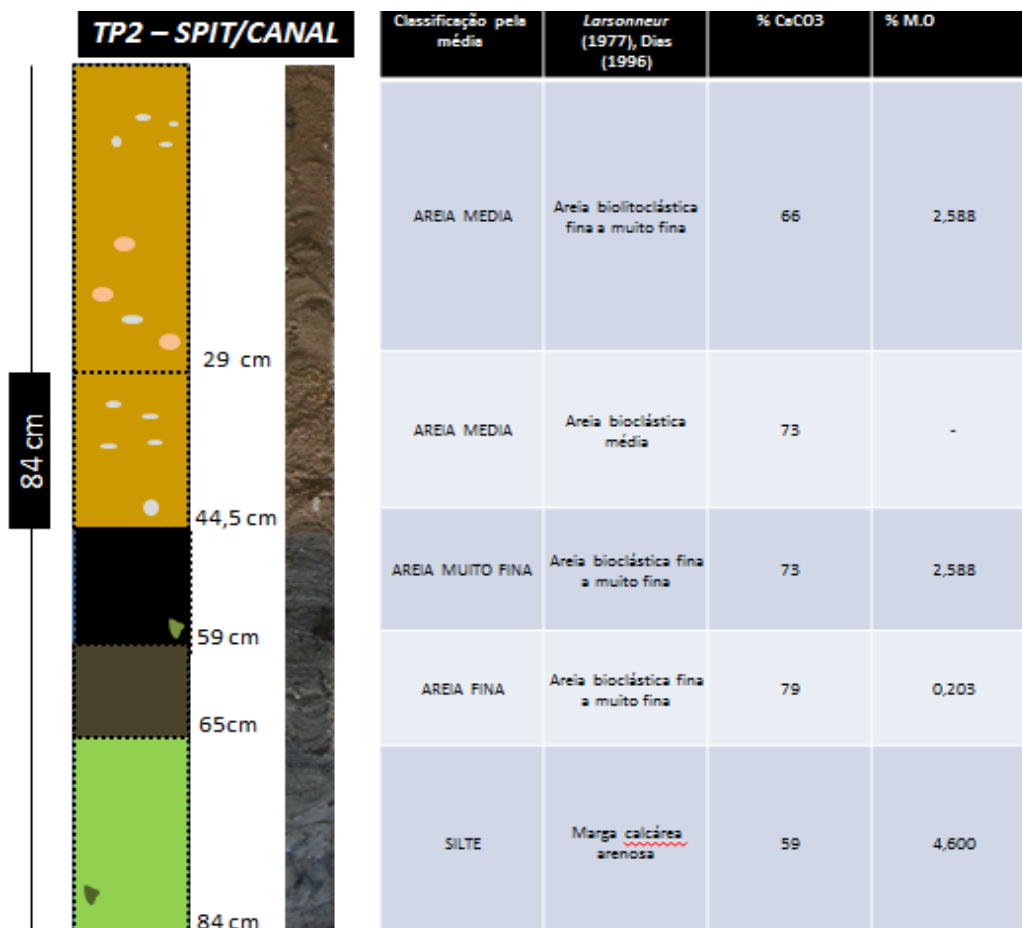 TP2 – SPIT/CANAL
Classificação pela
média
Larsonneur
(1977), Dias
(1996)
% CaCO3
% M.O
AREIA MEDIA
Areia biolitoclástica
fina a muito fina
66
2,588
29 cm
AREIA MEDIA
Areia bioclástica
média
73
-
84 cm
44,5 cm
AREIA MUITO FINA
Areia bioclástica fina
a muito fina
73
2,588
59 cm
AREIA FINA
Areia bioclástica fina
a muito fina
79
0,203
65cm
SILTE
Marga calcárea
arenosa
59
4,600
84 cm